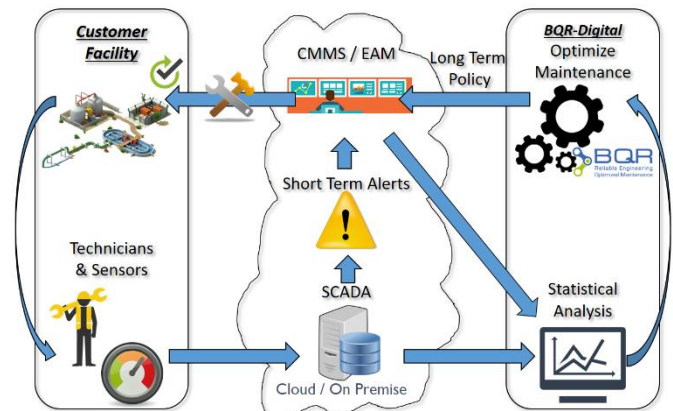 Customer
Facility
CMMS / EAM
Long Term
Policy
BQR-Digital
Optimize
Maintenance
BQR
Reliable Engineering
Optimized Maintenance
Short Term Alerts
Technicians
& Sensors
SCADA
Statistical
Analysis
Cloud / On Premise